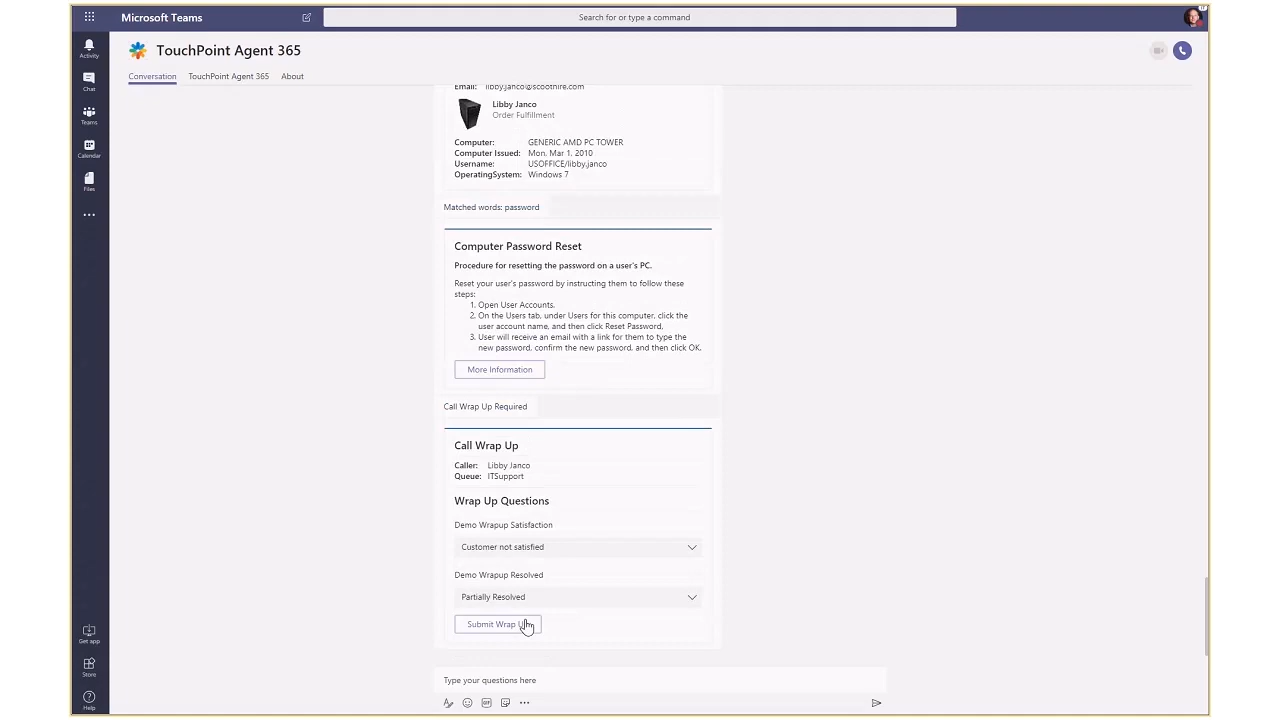 Microsoft Teams
Search for or type a command
Activity
Chat
Teams
Calendar
Files
Get app
Store
Help
TouchPoint Agent 365
Conversation TouchPoint Agent 365 About
Email: libby.janco@scoothire.com
Libby Janco
Order Fulfillment
Computer: GENERIC AMD PC TOWER
Computer Issued: Mon, Mar 1, 2010
Username: USOFFICE/libby.janco
OperatingSystem: Windows 7
Matched words: password
Computer Password Reset
Procedure for resetting the password on a user's PC.
Reset your user's password by instructing them to follow these
steps:
1. Open User Accounts.
2. On the Users tab, under Users for this computer, click the
user account name, and then click Reset Password,
3. User will receive an email with a link for them to type the
new password, confirm the new password, and then click OK.
More Information
Call Wrap Up Required
Call Wrap Up
Caller: Libby Janco
Queue: ITSupport
Wrap Up Questions
Demo Wrapup Satisfaction
Customer not satisfied
Demo Wrapup Resolved
Partially Resolved
Submit Wrap
Type your questions here
GIF